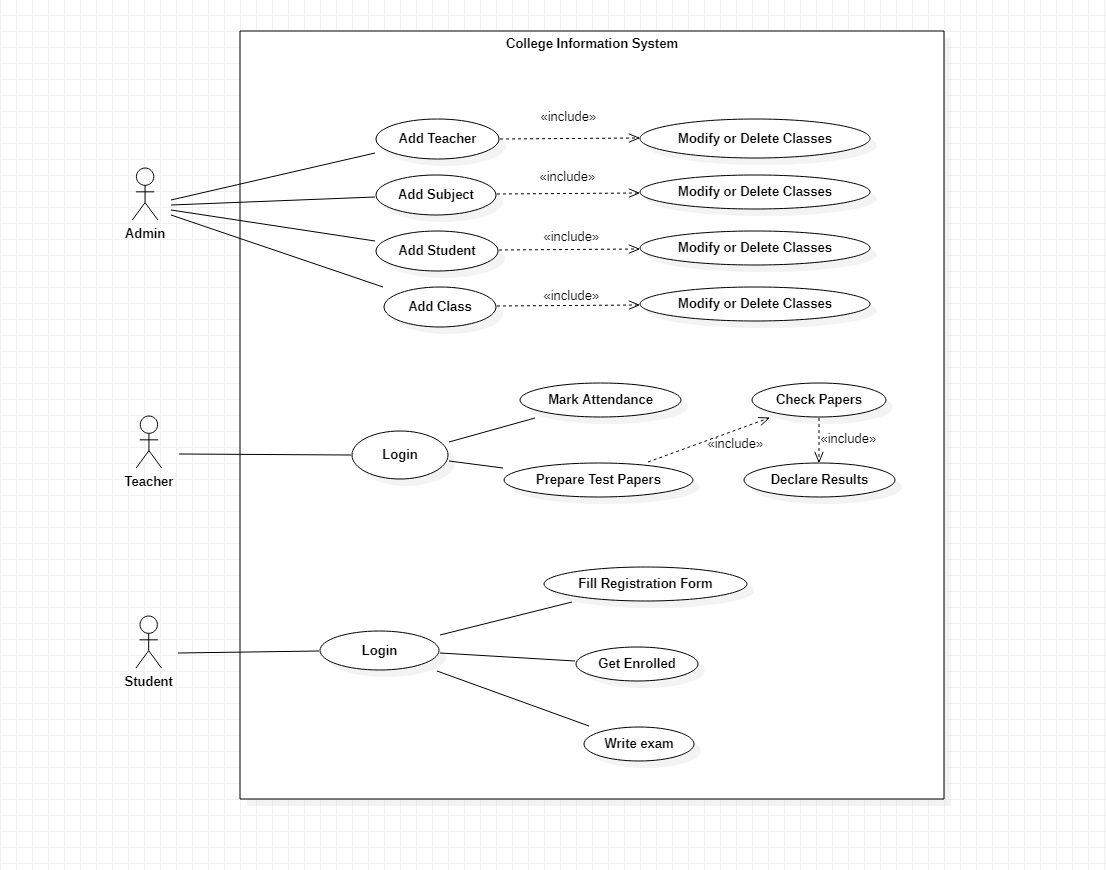 College Information System
«include»
Add Teacher
Modify or Delete Classes
«include»
Add Subject
Modify or Delete Classes
Admin
«include»
Add Student
Modify or Delete Classes
«include»
Add Class
Modify or Delete Classes
Mark Attendance
Check Papers
«include»
«include»
Login
Teacher
Prepare Test Papers
Declare Results
Fill Registration Form
Login
Get Enrolled
Student
Write exam